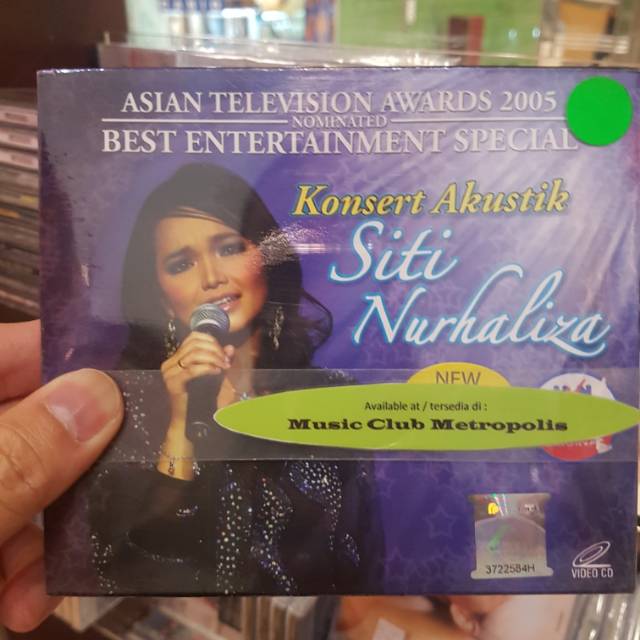 ASIAN TELEVISION AWARDS 2005
NOMINATED
BEST ENTERTAINMENT SPECIAL
Konsert Akustik
Siti
Nurhaliza
NEW
Available at / tersedia di :
Music Club Metropolis
3722584H
VIDEO CD